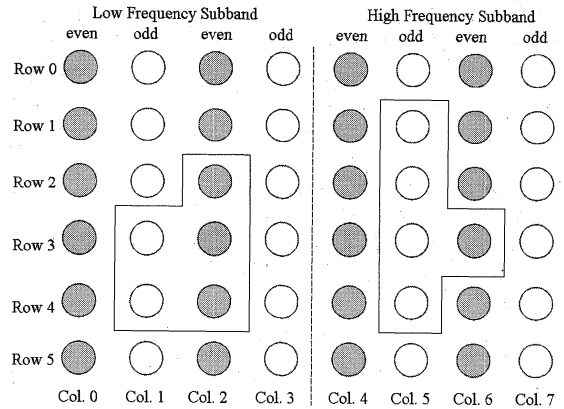 Low Frequency Subband High Frequency Subband
even odd even odd even odd even odd
Row 0
Row 1
Row 2
Row 3
Row 4
Row 5
Col. 0 Col. 1 Col. 2 Col. 3 Col. 4 Col. 5 Col. 6 Col. 7